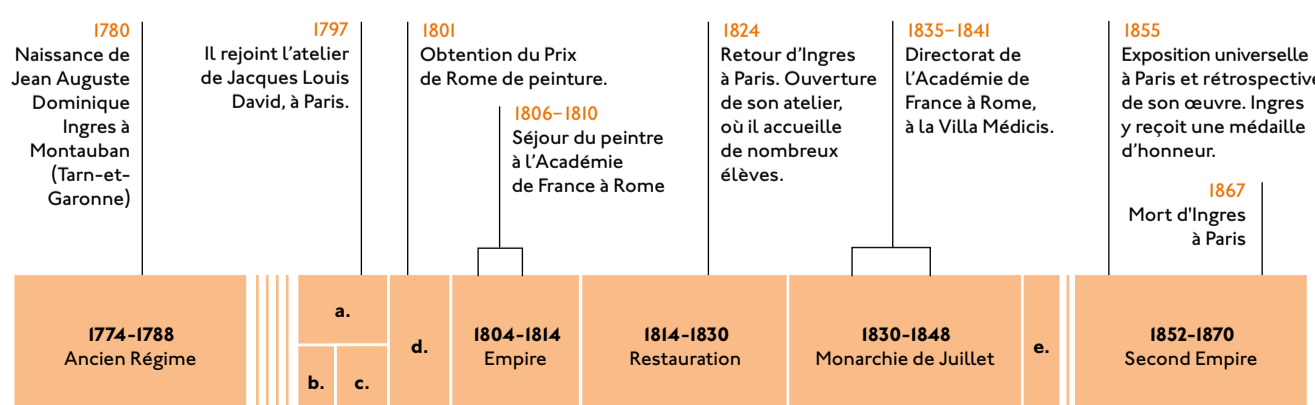 1780
Naissance de
Jean Auguste
Dominique
Ingres à
Montauban
(Tarn-et-
Garonne)
1797
Il rejoint l’atelier
de Jacques Louis
David, à Paris.
1801
Obtention du Prix
de Rome de peinture.
1806–1810
Séjour du peintre
à l’Académie
de France à Rome
1824
Retour d’Ingres
à Paris. Ouverture
de son atelier,
où il accueille
de nombreux
élèves.
1835–1841
Directorat de
l’Académie de
France à Rome,
à la Villa Médicis.
1855
Exposition universelle
à Paris et rétrospective
de son œuvre. Ingres
y reçoit une médaille
d’honneur.
1867
Mort d'Ingres
à Paris
1774-1788
Ancien Régime
a.
b.
c.
d.
1804-1814
Empire
1814-1830
Restauration
1830-1848
Monarchie de Juillet
e.
1852-1870
Second Empire